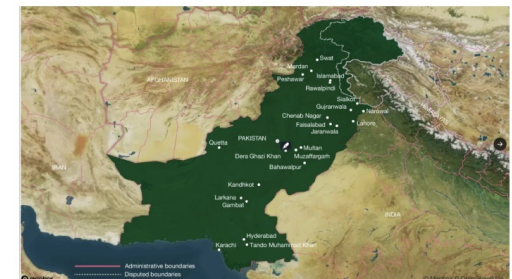 Swat
Mardan
Peshawar
Islamabad
Rawalpindi
AFGHANISTAN
Sialkot
Gujranwala
Narowal
Chenab Nagar
Faisalabad
Lahore
Jaranwala
PAKISTAN
Quetta
Multan
Dera Ghazi Khan
Muzaffargarh
Bahawalpur
IRAN
Kandhkot
Larkana
Gambat
INDIA
Hyderabad
Karachi
Tando Muhammad Khan
Administrative boundaries
Disputed boundaries